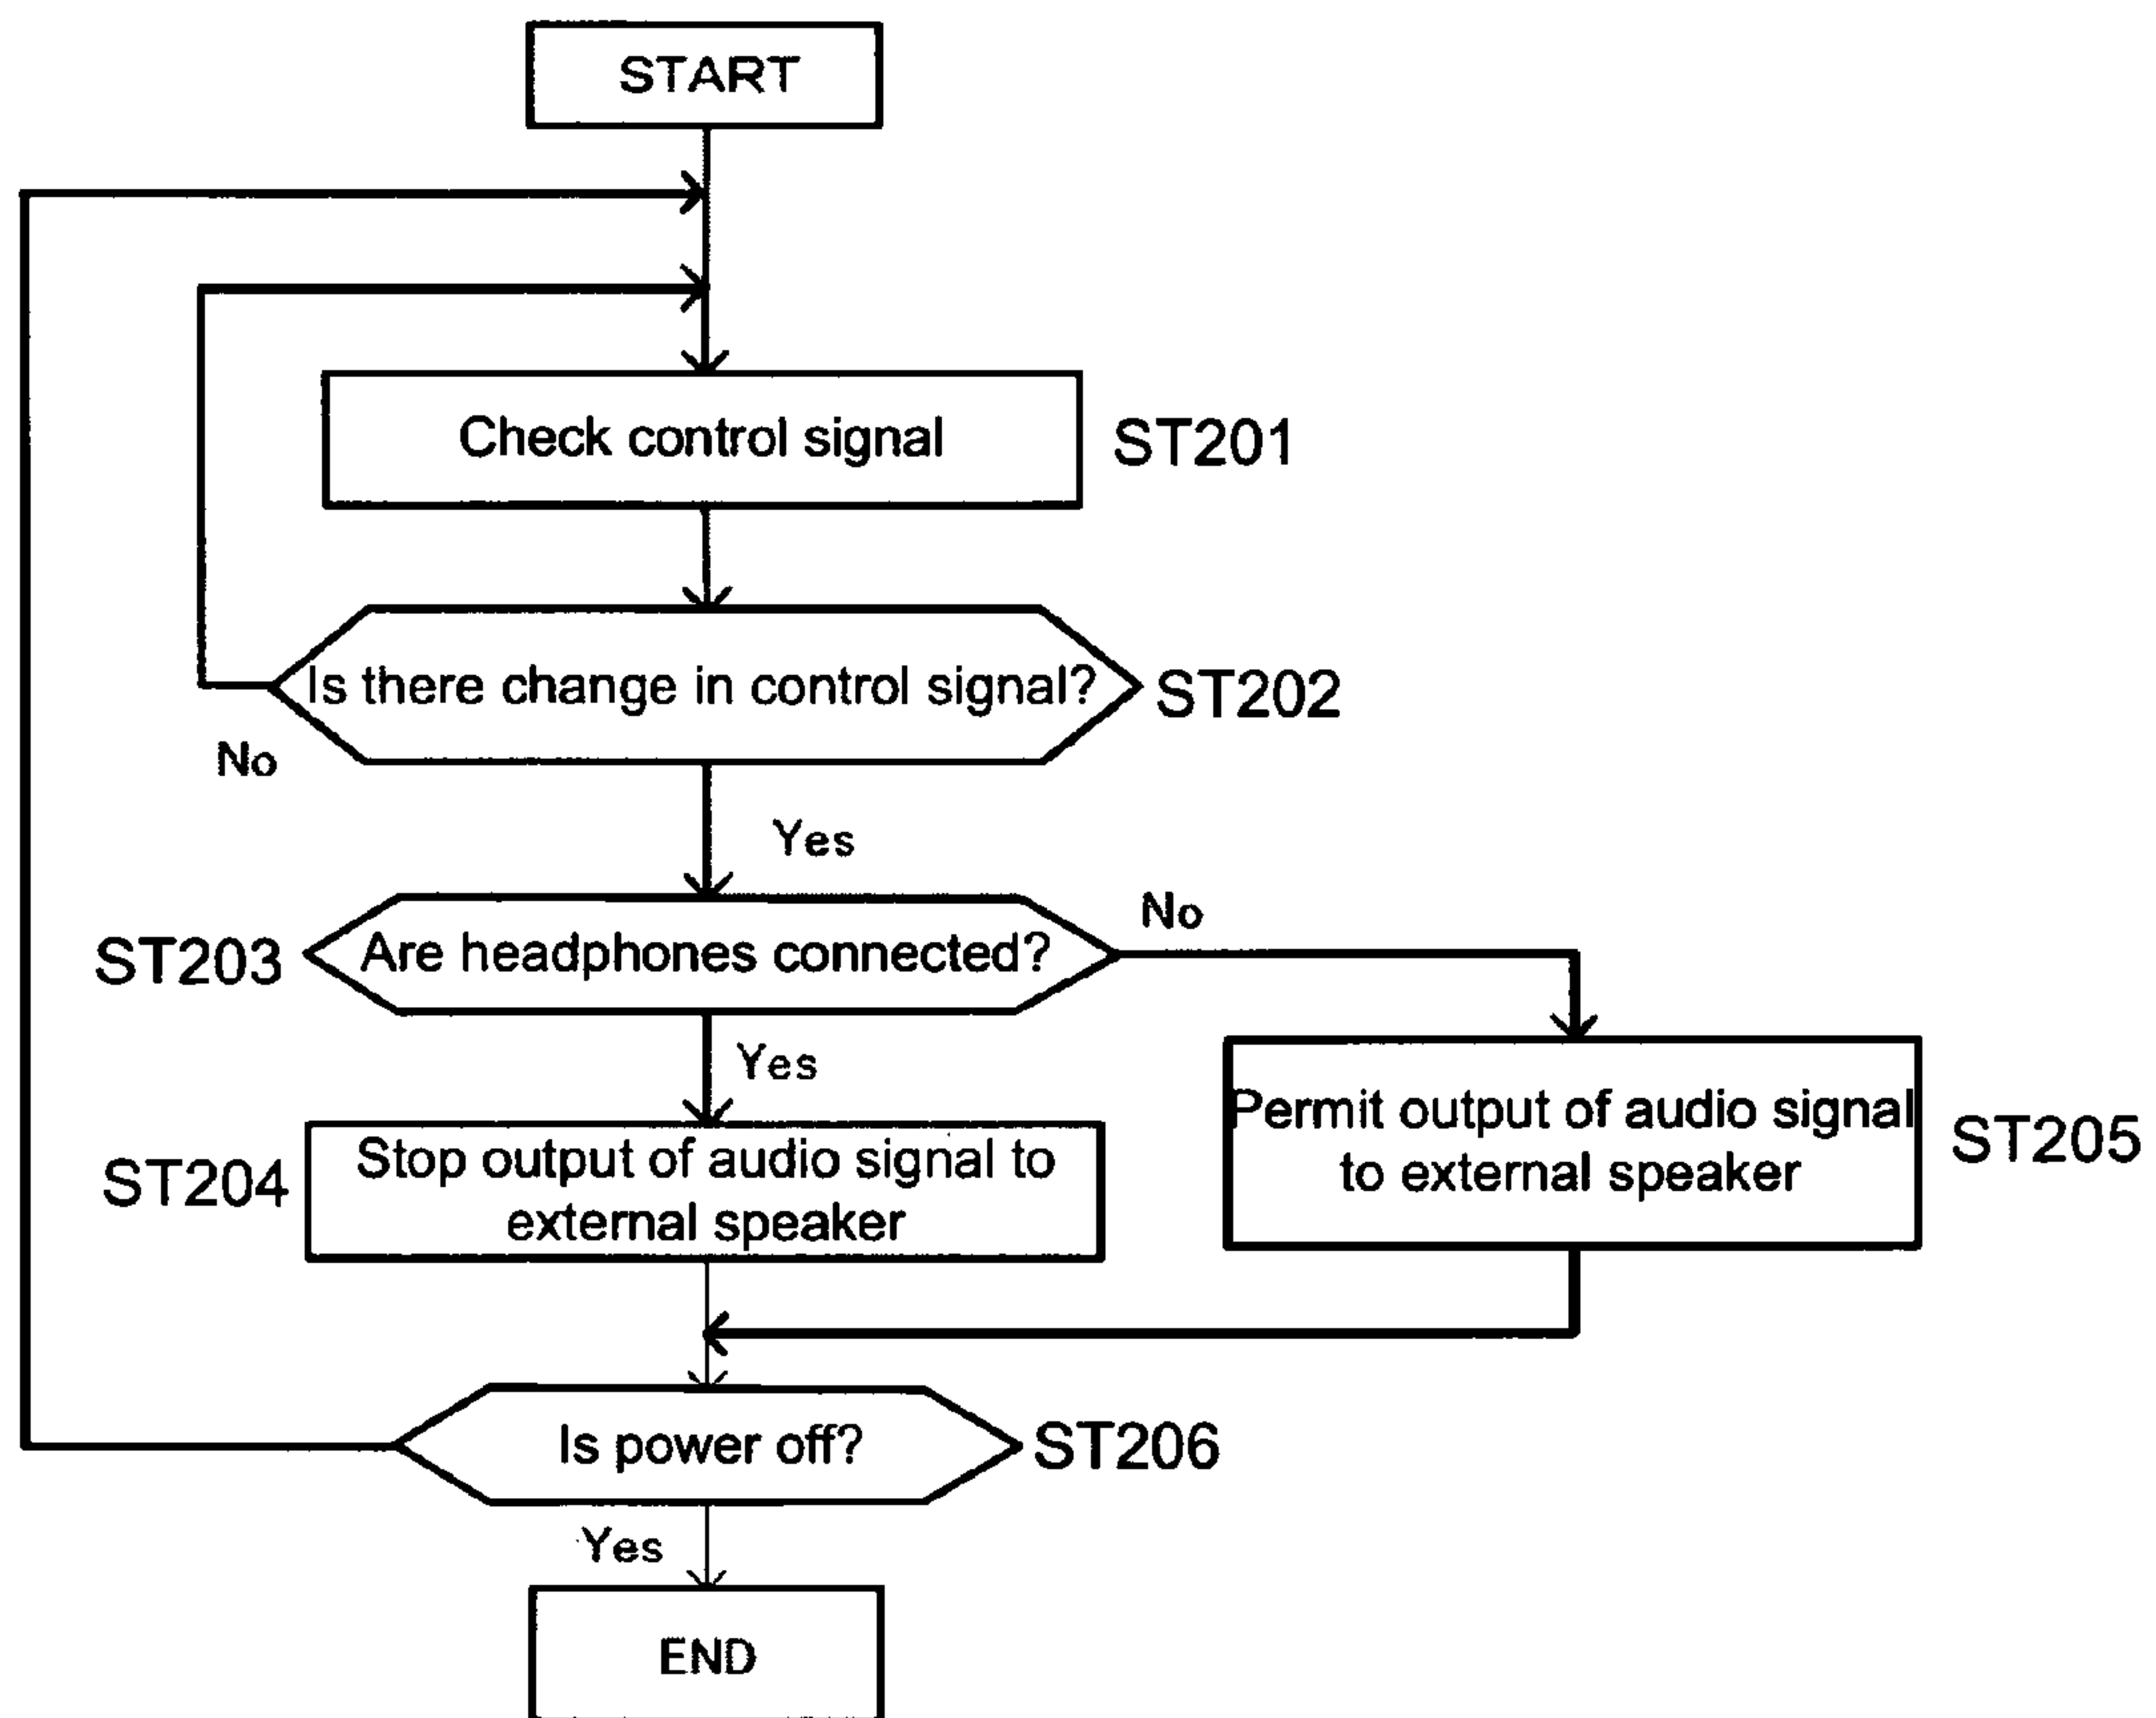 START
Check control signal
ST201
Is there change in control signal?
ST202
No
Yes
ST203
Are headphones connected?
No
Yes
ST204
Stop output of audio signal to
external speaker
Permit output of audio signal
to external speaker
ST205
Is power off?
ST206
Yes
END